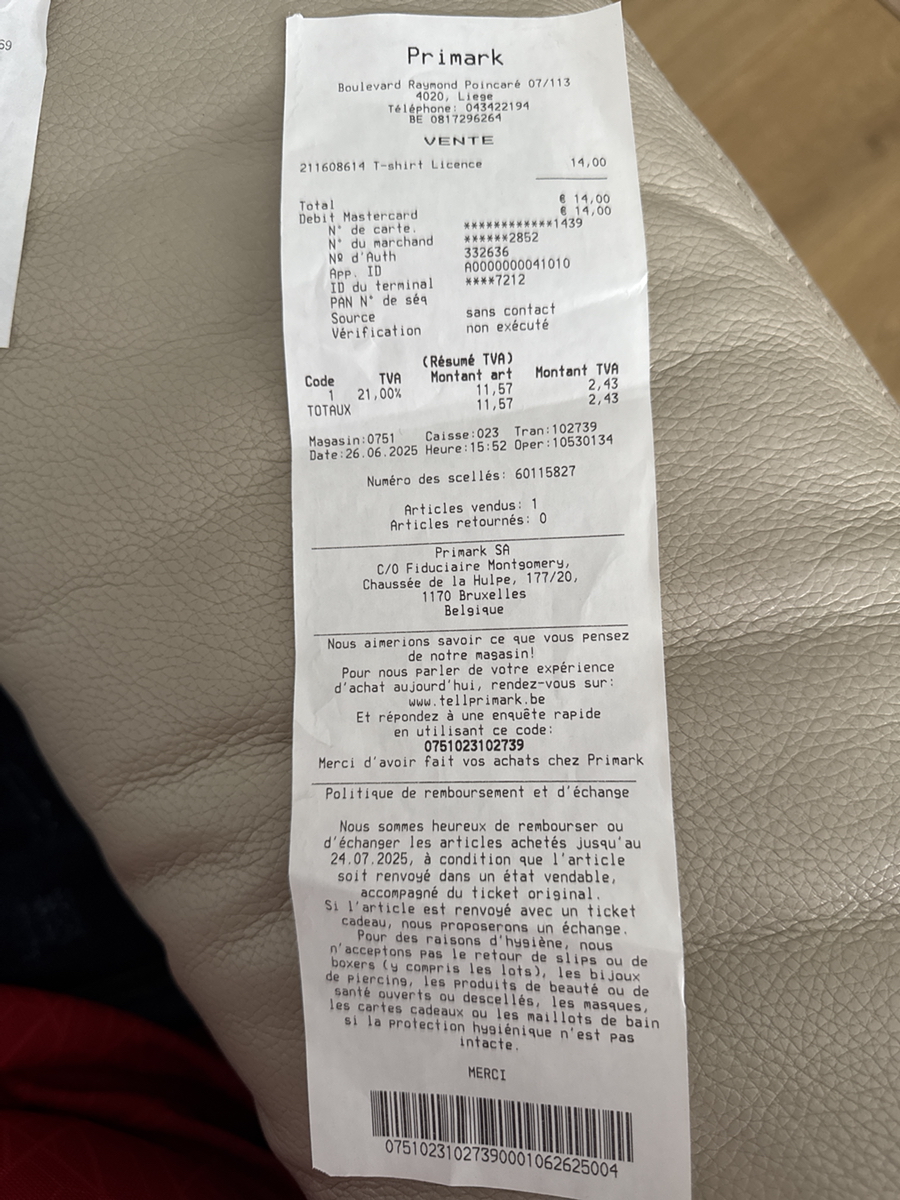 59
Primark
Boulevard Raymond Poincaré 07/113
4020, Liege
Téléphone: 043422194
BE 0817296264
VENTE
211608614 T-shirt Licence 14,00
Total € 14,00
Debit Mastercard € 14,00
N° de carte. ************1439
N° du marchand ******2852
Nº d'Auth 332636
App. ID A0000000041010
ID du terminal ****7212
PAN N° de séq
Source sans contact
Vérification non exécuté
(Résumé TVA)
Code TVA Montant art Montant TVA
1 21,00% 11,57 2,43
TOTAUX 11,57 2,43
Magasin:0751 Caisse:023 Tran:102739
Date:26.06.2025 Heure:15:52 Oper:10530134
Numéro des scellés: 60115827
Articles vendus: 1
Articles retournés: 0
Primark SA
C/O Fiduciaire Montgomery,
Chaussée de la Hulpe, 177/20,
1170 Bruxelles
Belgique
Nous aimerions savoir ce que vous pensez
de notre magasin!
Pour nous parler de votre expérience
d'achat aujourd'hui, rendez-vous sur:
www.tellprimark.be
Et répondez à une enquête rapide
en utilisant ce code:
0751023102739
Merci d'avoir fait vos achats chez Primark
Politique de remboursement et d'échange
Nous sommes heureux de rembourser ou
d'échanger les articles achetés jusqu'au
24.07.2025, à condition que l'article
soit renvoyé dans un état vendable,
accompagné du ticket original.
Si l'article est renvoyé avec un ticket
cadeau, nous proposerons un échange.
Pour des raisons d'hygiène, nous
n'acceptons pas le retour de slips ou de
boxers (y compris les lots), les bijoux
de piercing, les produits de beauté ou de
santé ouverts ou descellés, les masques,
les cartes cadeaux ou les maillots de bain
si la protection hygiénique n'est pas
intacte.
MERCI
07510231027390001062625004